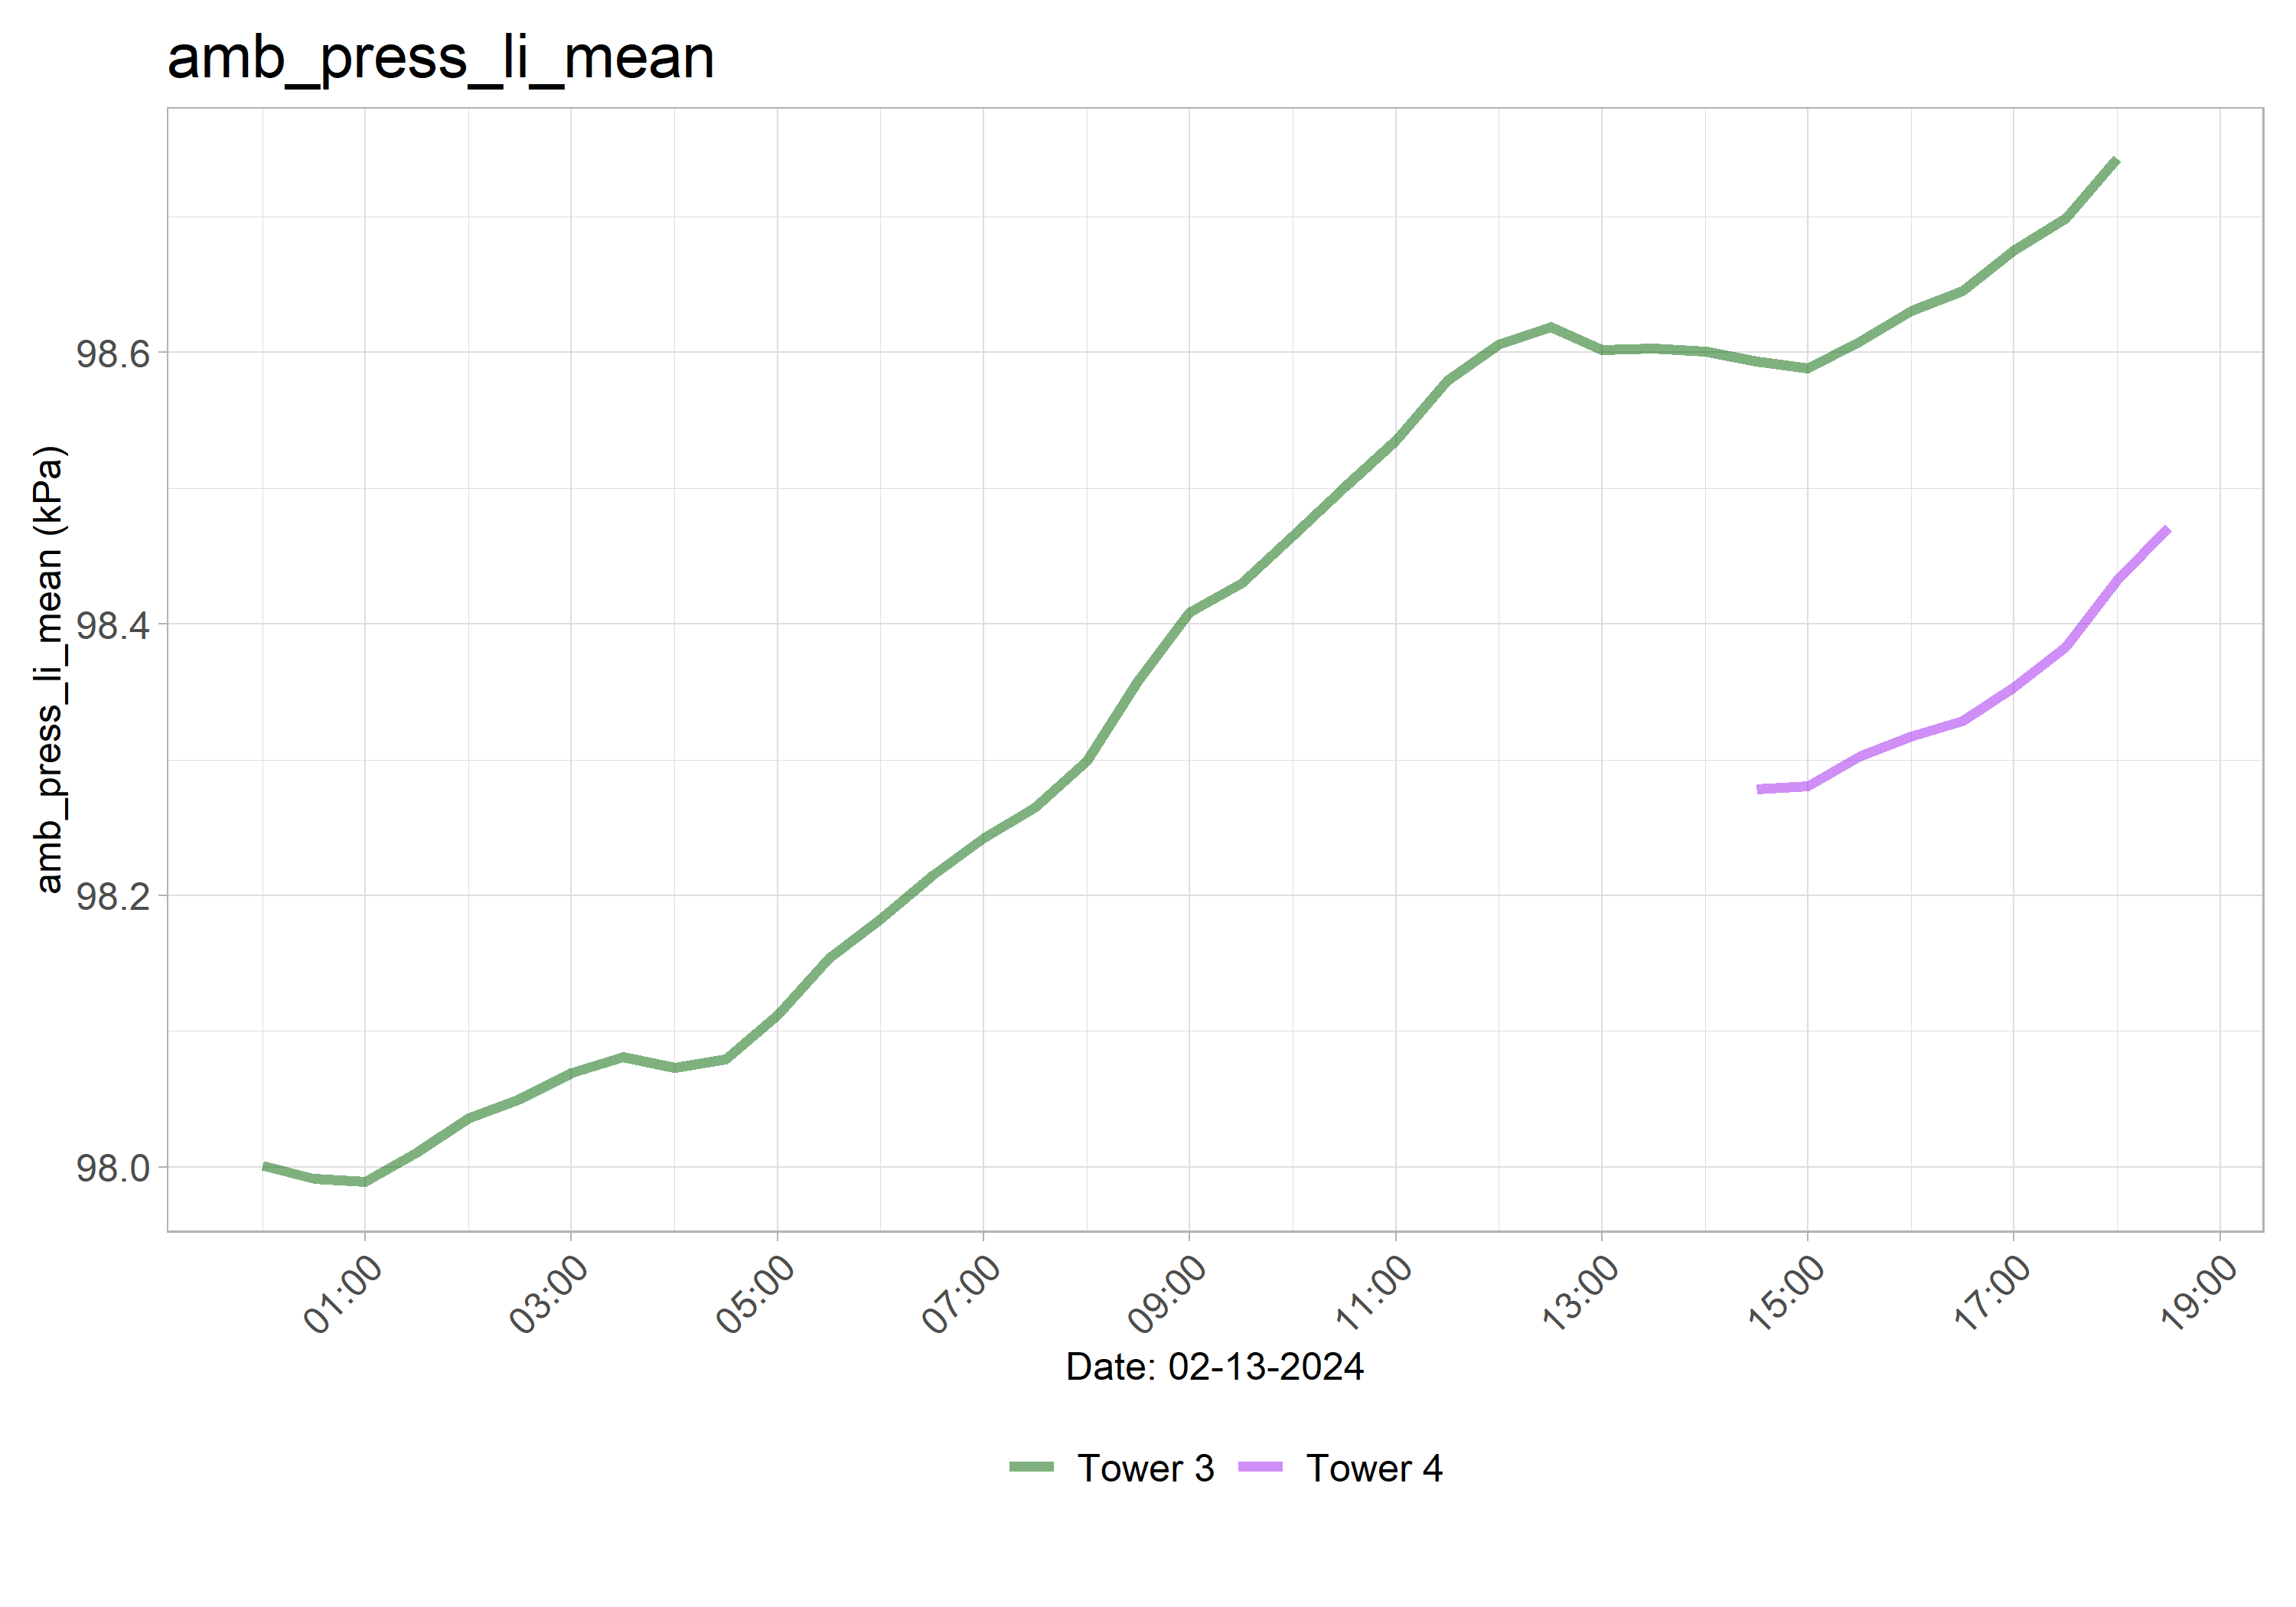 amb_press_li_mean
amb_press_li_mean (kPa)
98.6
98.4
98.2
98.0
01:00
03:00
05:00
07:00
09:00
11:00
13:00
15:00
17:00
19:00
Date: 02-13-2024
Tower 3
Tower 4